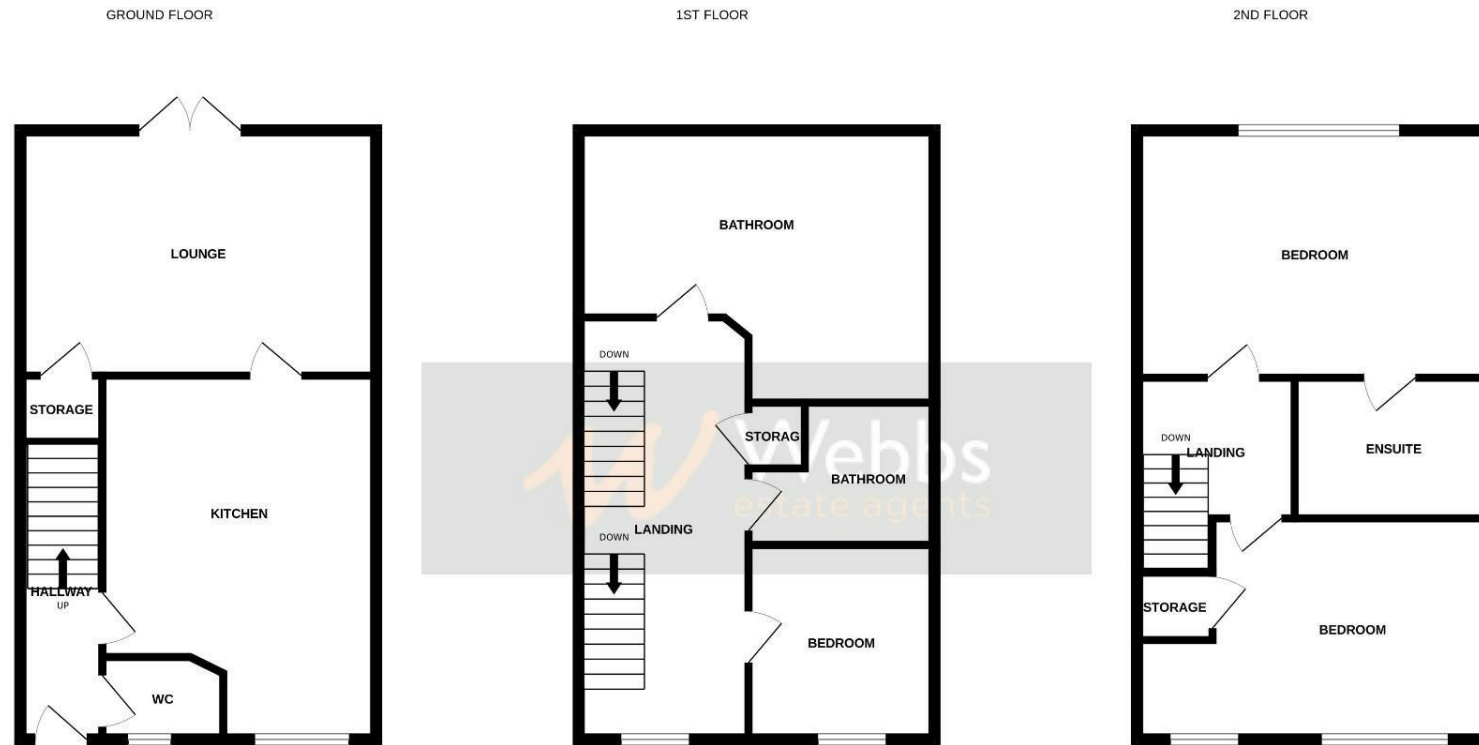 GROUND FLOOR
LOUNGE
STORAGE
KITCHEN
HALLWAY
UP
WC
1ST FLOOR
BATHROOM
DOWN
STORAG
BATHROOM
LANDING
DOWN
BEDROOM
Webbs
estate agents
2ND FLOOR
BEDROOM
DOWN
LANDING
ENSUITE
STORAGE
BEDROOM